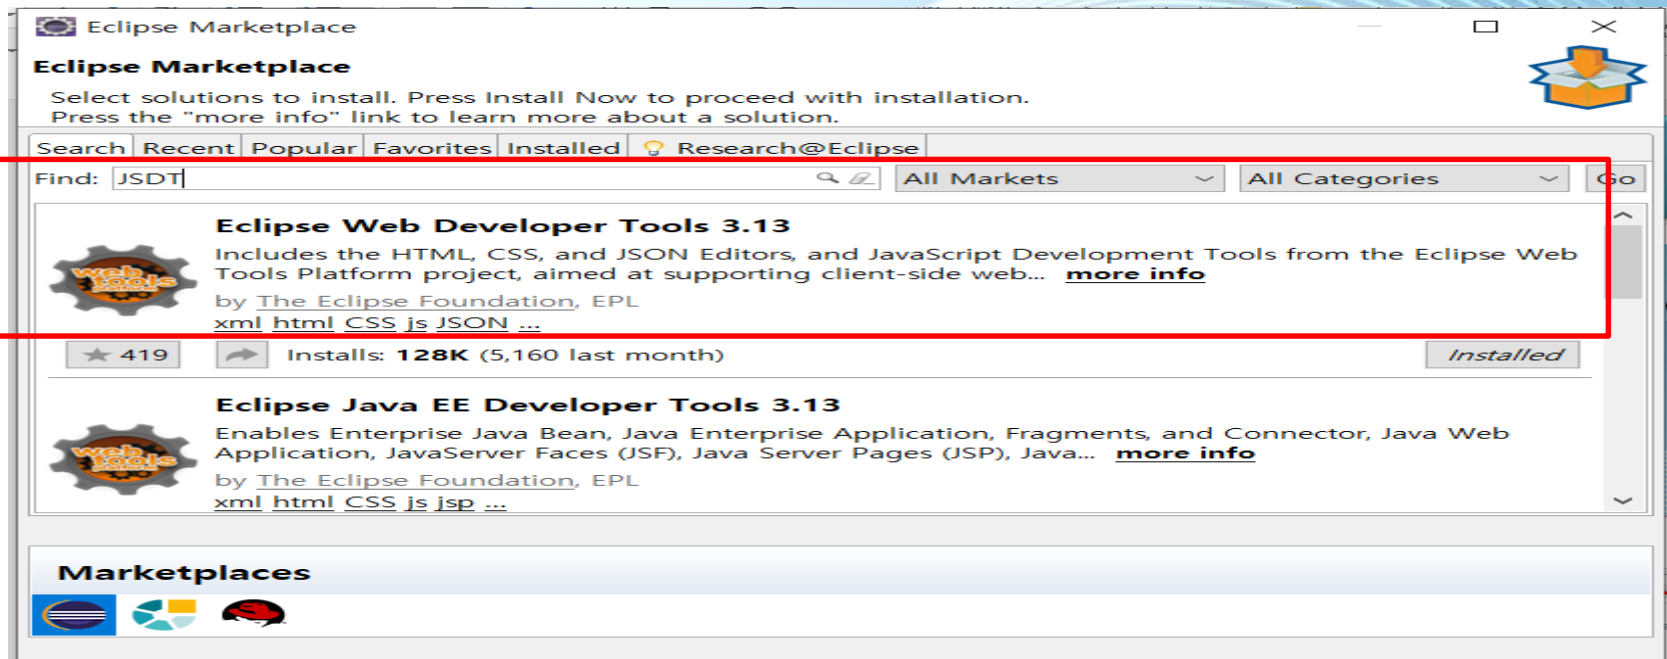 Eclipse Marketplace
Eclipse Marketplace
Select solutions to install. Press Install Now to proceed with installation.
Press the "more info" link to learn more about a solution.
Search Recent Popular Favorites Installed Research@Eclipse
Find: JSDT All Markets All Categories Go
Eclipse Web Developer Tools 3.13
Includes the HTML, CSS, and JSON Editors, and JavaScript Development Tools from the Eclipse Web
Tools Platform project, aimed at supporting client-side web... more info
by The Eclipse Foundation, EPL
xml html CSS js JSON ...
419 Installs: 128K (5,160 last month) Installed
Eclipse Java EE Developer Tools 3.13
Enables Enterprise Java Bean, Java Enterprise Application, Fragments, and Connector, Java Web
Application, JavaServer Faces (JSF), Java Server Pages (JSP), Java... more info
by The Eclipse Foundation, EPL
xml html CSS js jsp ...
Marketplaces